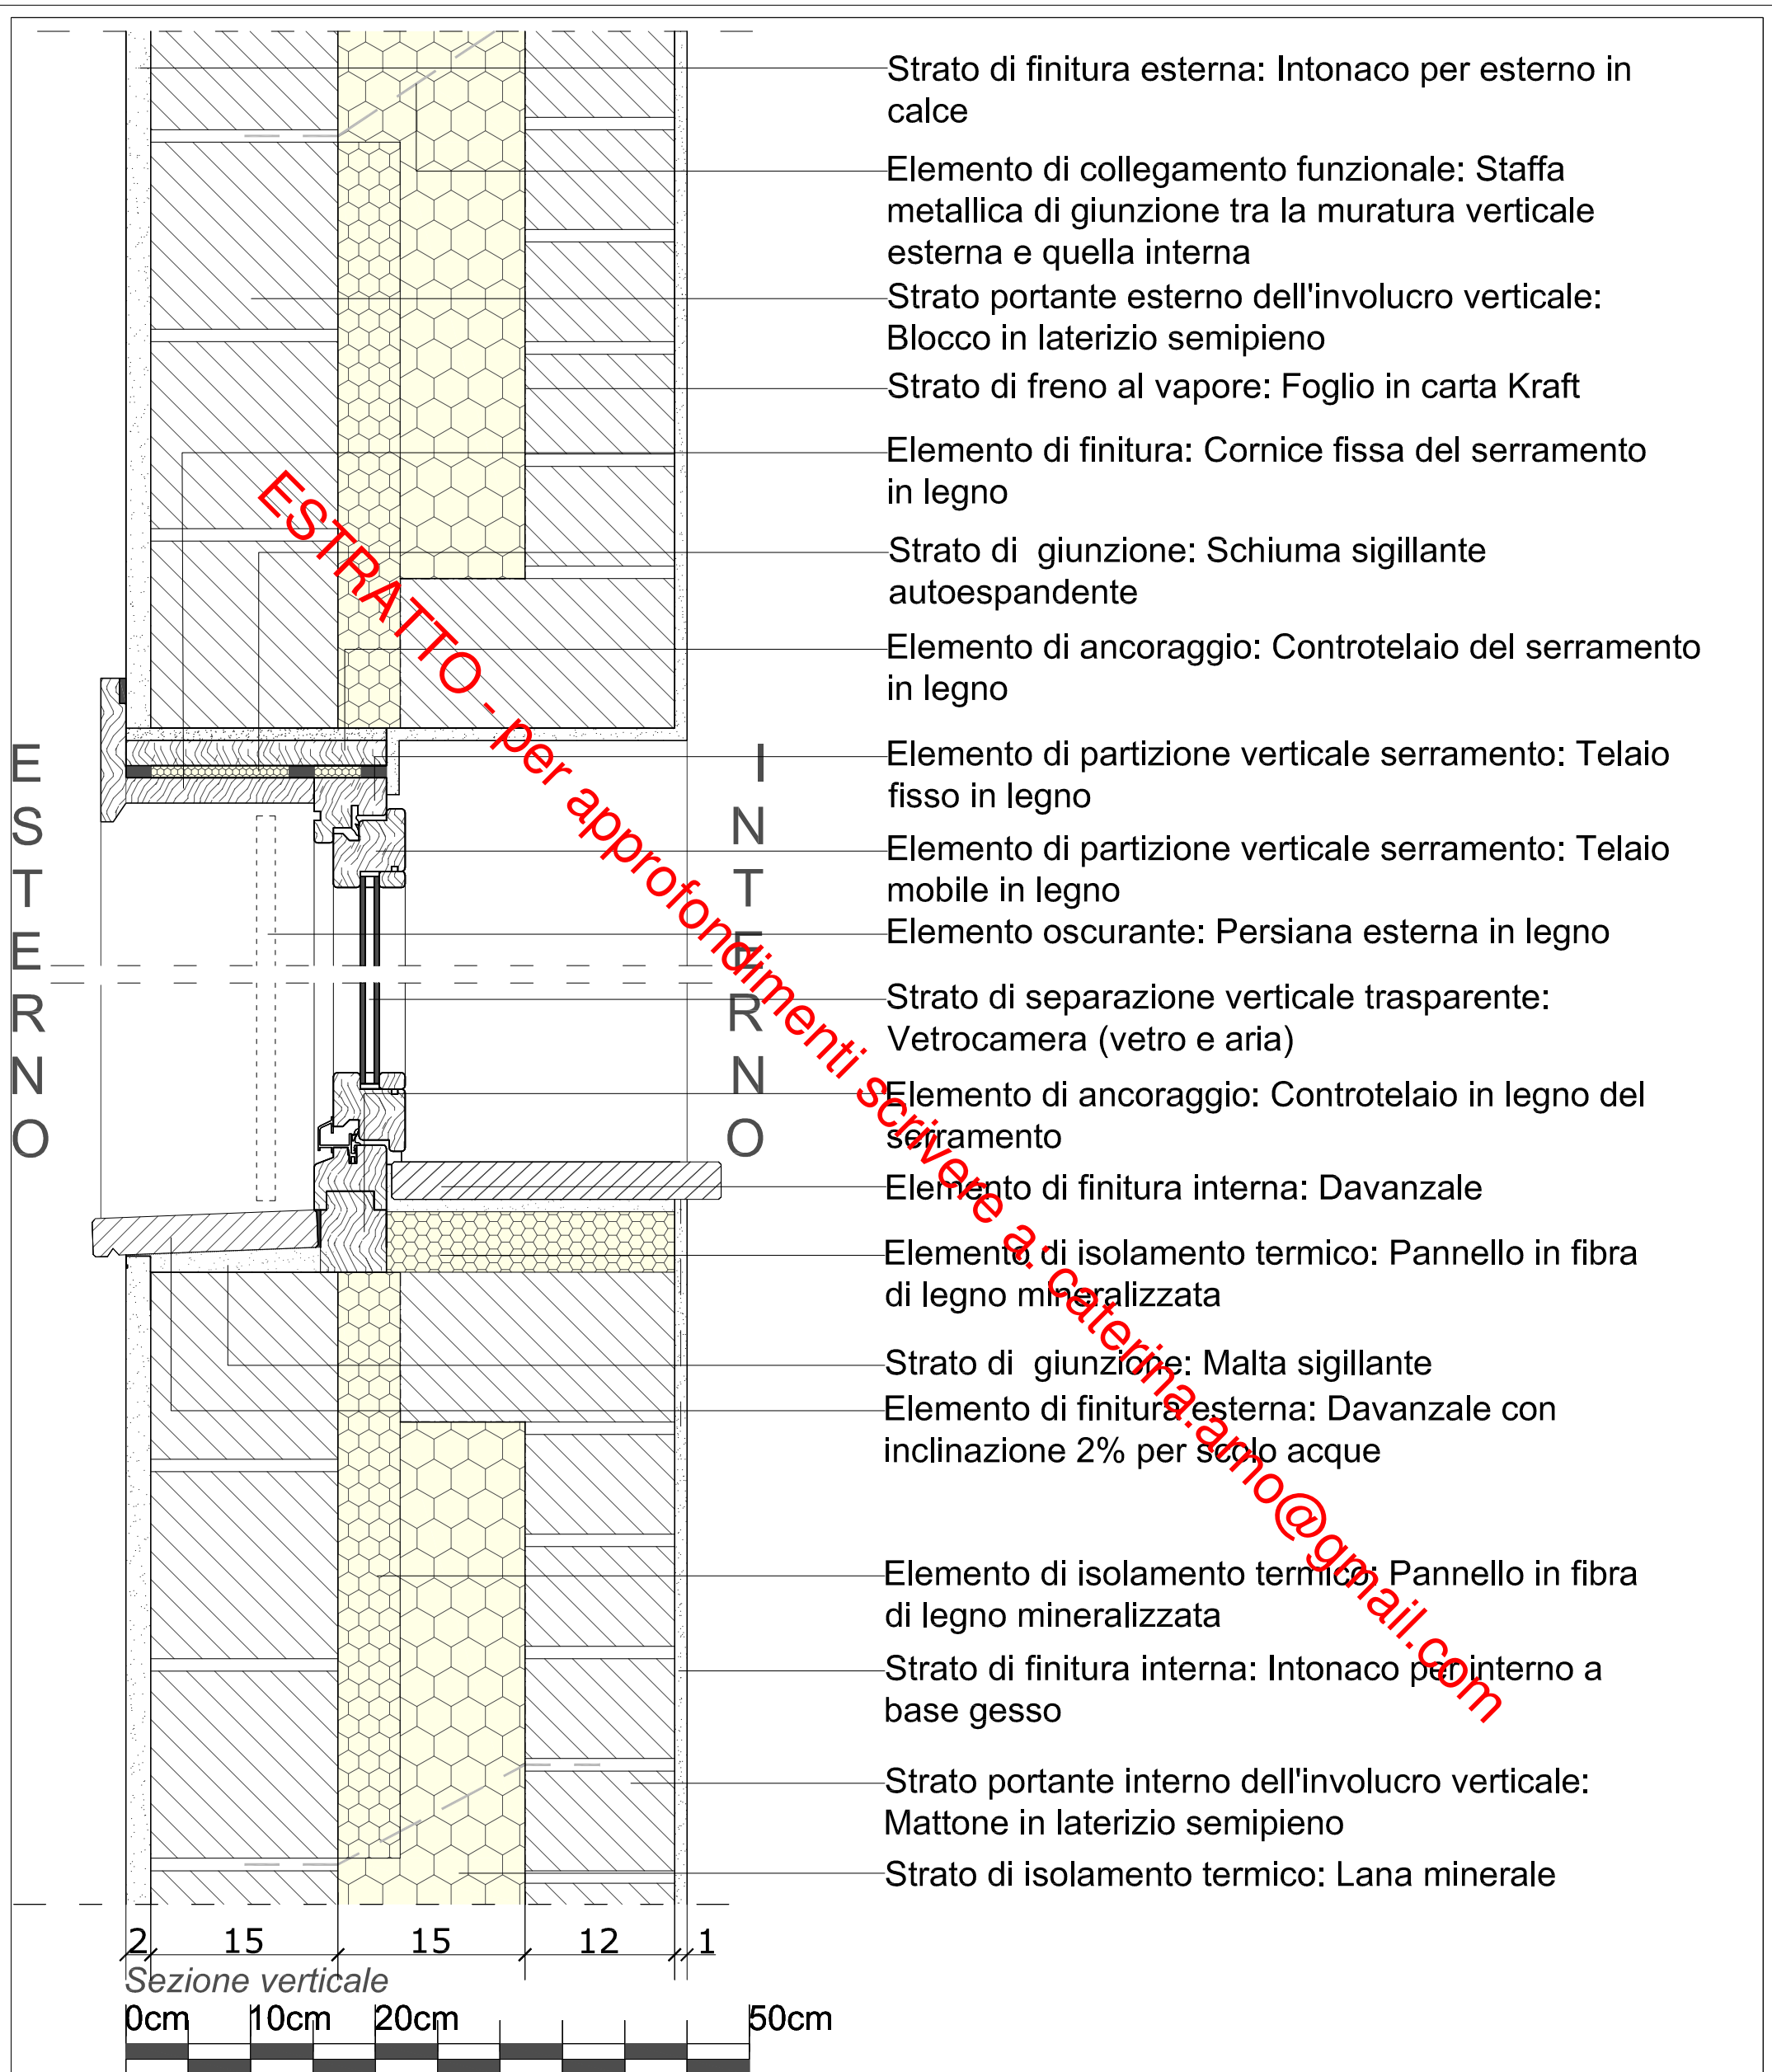 Strato di finitura esterna: Intonaco per esterno in
calce
Elemento di collegamento funzionale: Staffa
metallica di giunzione tra la muratura verticale
esterna e quella interna
Strato portante esterno dell'involucro verticale:
Blocco in laterizio semipieno
Strato di freno al vapore: Foglio in carta Kraft
Elemento di finitura: Cornice fissa del serramento
in legno
Strato di  giunzione: Schiuma sigillante
autoespandente
Elemento di ancoraggio: Controtelaio del serramento
in legno
Elemento di partizione verticale serramento: Telaio
fisso in legno
Elemento di partizione verticale serramento: Telaio
mobile in legno
Elemento oscurante: Persiana esterna in legno
Strato di separazione verticale trasparente:
Vetrocamera (vetro e aria)
Elemento di ancoraggio: Controtelaio in legno del
serramento
Elemento di finitura interna: Davanzale
Elemento di isolamento termico: Pannello in fibra
di legno mineralizzata
Strato di  giunzione: Malta sigillante
Elemento di finitura esterna: Davanzale con
inclinazione 2% per scolo acque
Elemento di isolamento termico: Pannello in fibra
di legno mineralizzata
Strato di finitura interna: Intonaco per interno a
base gesso
Strato portante interno dell'involucro verticale:
Mattone in laterizio semipieno
Strato di isolamento termico: Lana minerale
ESTERNO
INTERNO
ESTRATTO - per approfondimenti scrivere a: caterina.arno@gmail.com
2 15 15 12 1
Sezione verticale
0cm 10cm 20cm 50cm